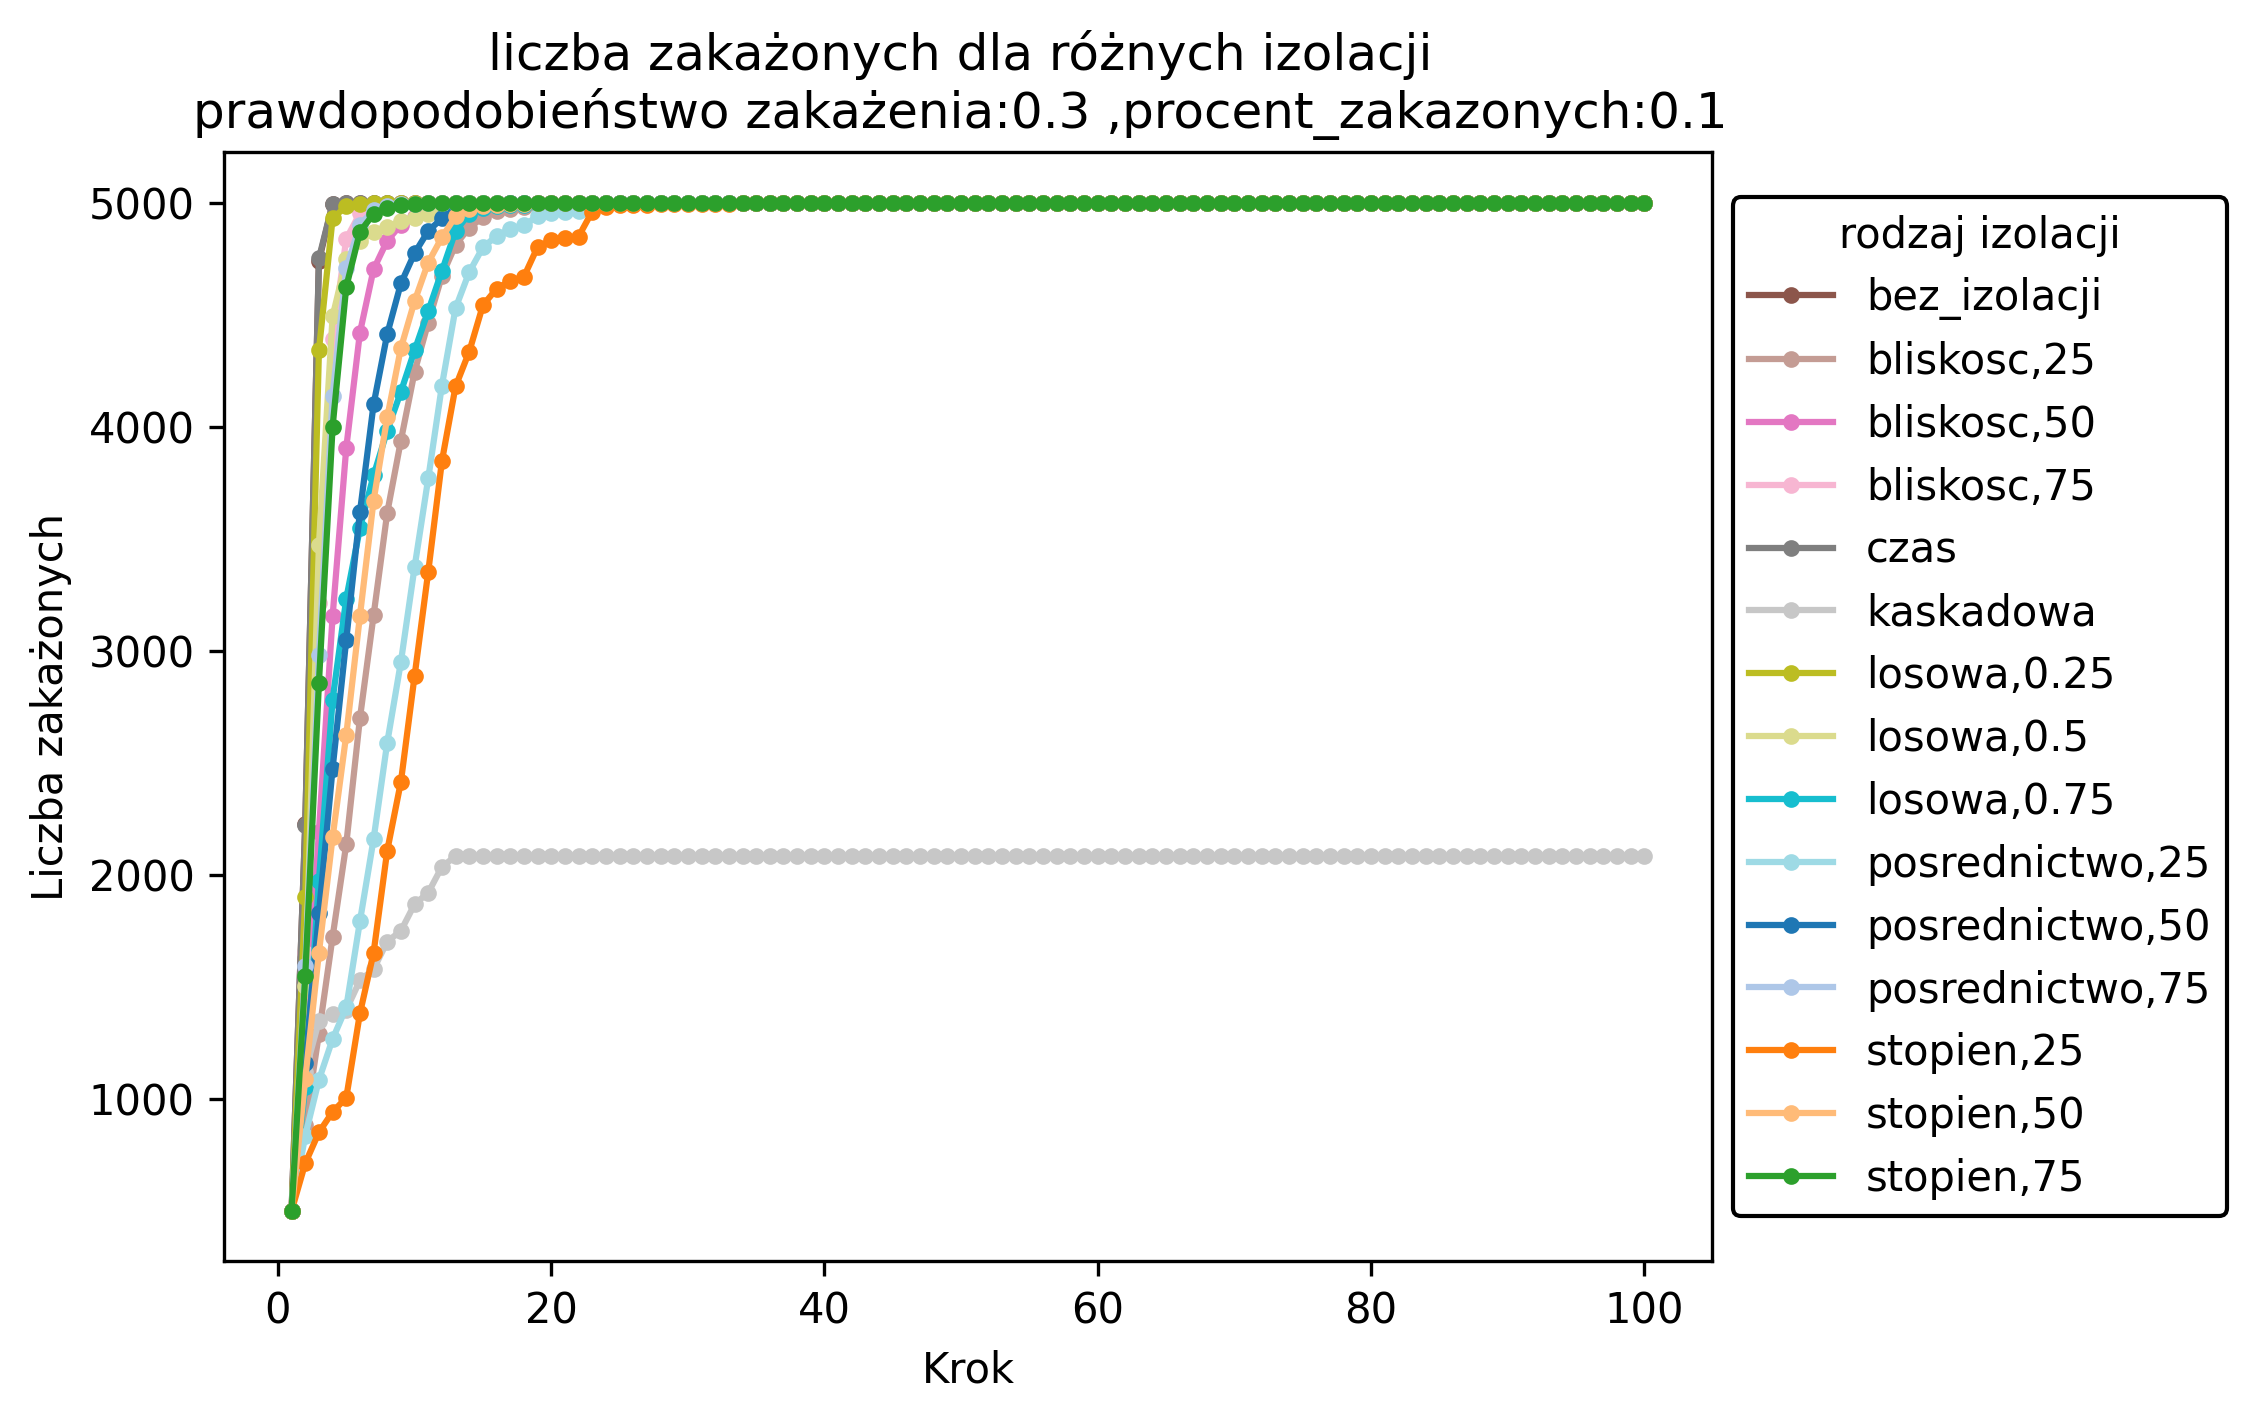 liczba zakażonych dla różnych izolacji
prawdopodobieństwo zakażenia:0.3 ,procent_zakazonych:0.1
Liczba zakażonych
5000
4000
3000
2000
1000
0
20
40
60
80
100
Krok
rodzaj izolacji
bez_izolacji
bliskosc,25
bliskosc,50
bliskosc,75
czas
kaskadowa
losowa,0.25
losowa,0.5
losowa,0.75
posrednictwo,25
posrednictwo,50
posrednictwo,75
stopien,25
stopien,50
stopien,75